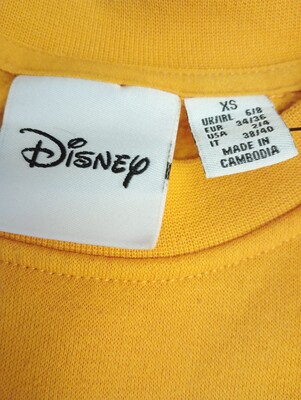 Disney
XS
UK/IRL 6/8
EUR 34/36
USA 2/4
IT 38/40
MADE IN
CAMBODIA